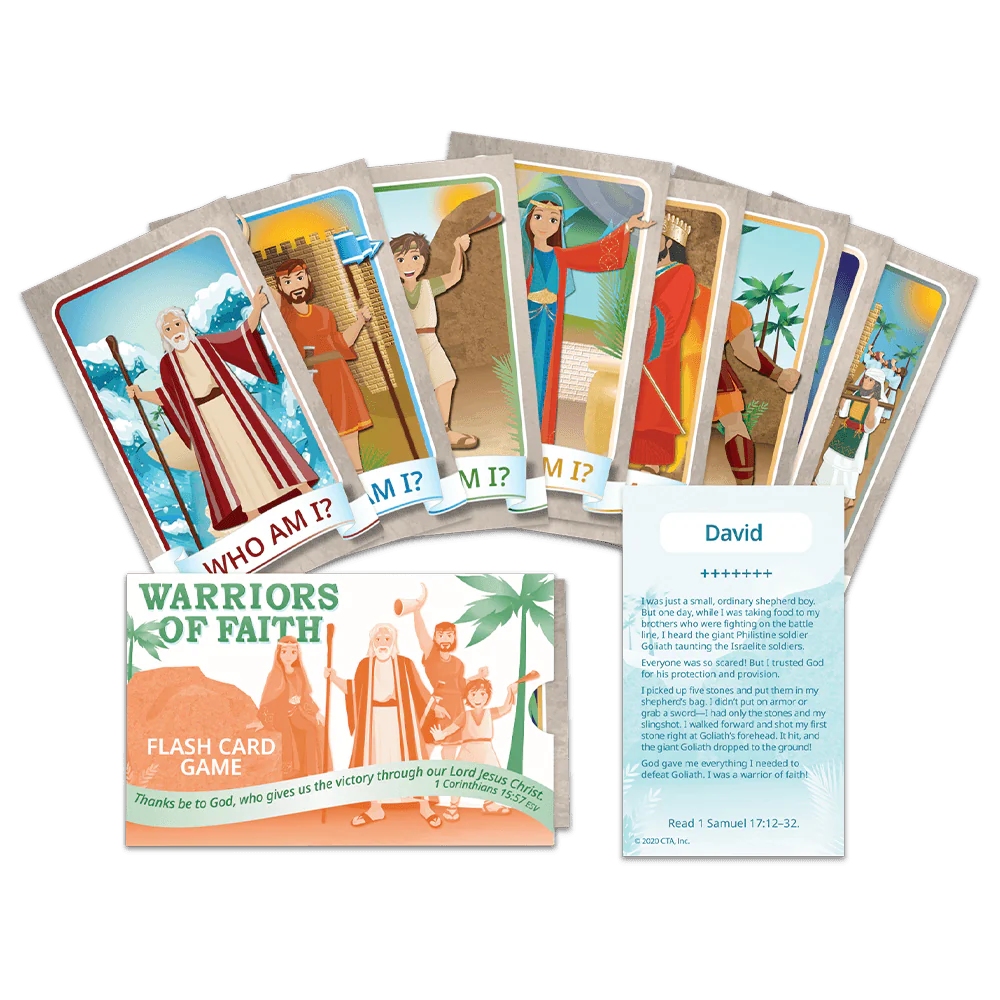 WHO AM I?
AM I?
M I?
M I?
WARRIORS
OF FAITH
FLASH CARD
GAME
Thanks be to God, who gives us the victory through our Lord Jesus Christ.
1 Corinthians 15:57 ESV
David
+++++++
I was just a small, ordinary shepherd boy.
But one day, while I was taking food to my
brothers who were fighting on the battle
line, I heard the giant Philistine soldier
Goliath taunting the Israelite soldiers.
Everyone was so scared! But I trusted God
for his protection and provision.
I picked up five stones and put them in my
shepherd's bag. I didn't put on armor or
grab a sword—I had only the stones and my
slingshot. I walked forward and shot my first
stone right at Goliath's forehead. It hit, and
the giant Goliath dropped to the ground!
God gave me everything I needed to
defeat Goliath. I was a warrior of faith!
Read 1 Samuel 17:12–32.
© 2020 CTA, Inc.